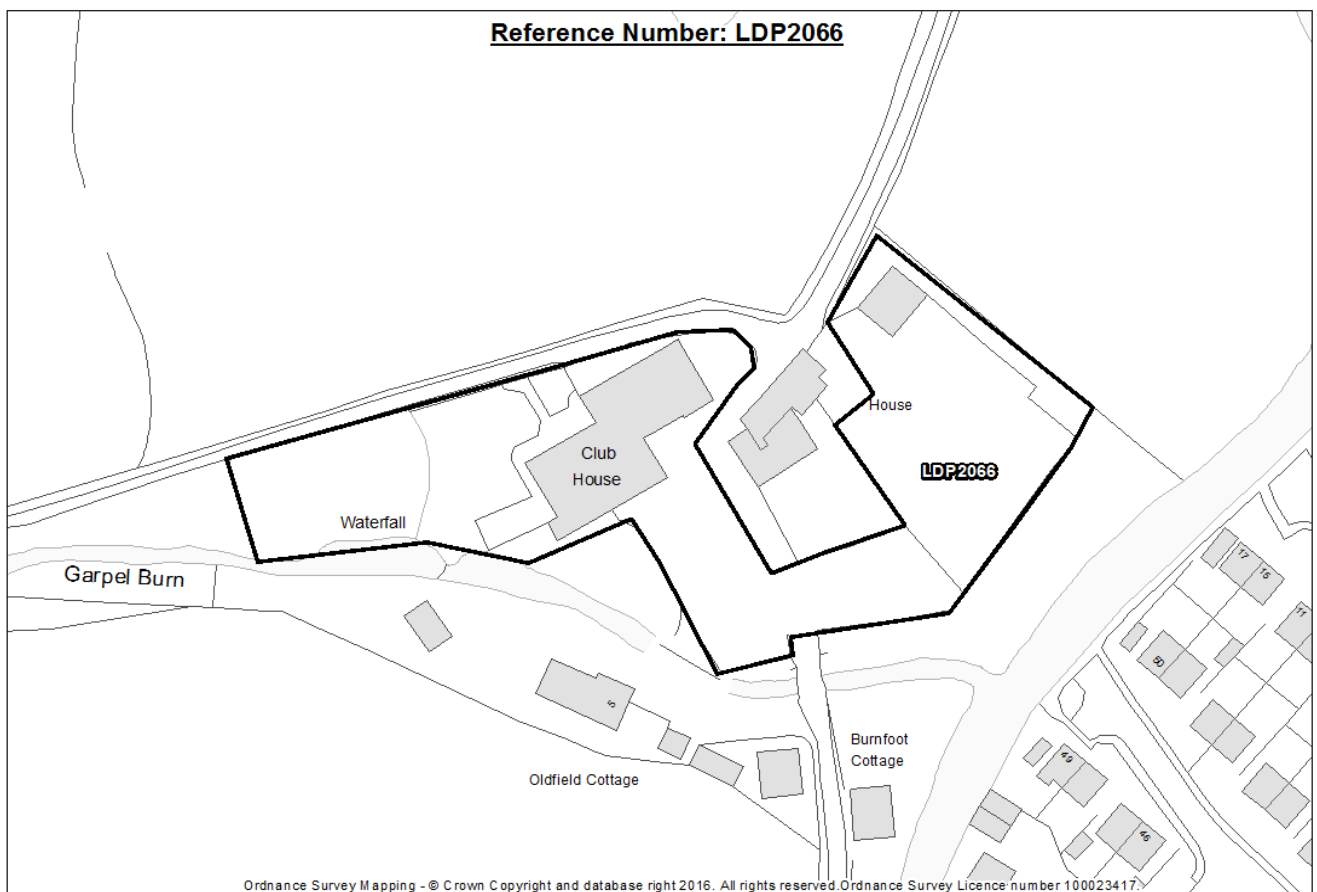 Reference Number: LDP2066
House
Club
House
LDP2066
Waterfall
Garpel Burn
17
15
11
50
5
Burnfoot
Cottage
49
Oldfield Cottage
46
Ordnance Survey Mapping - © Crown Copyright and database right 2016. All rights reserved.Ordnance Survey Licence number 100023417.